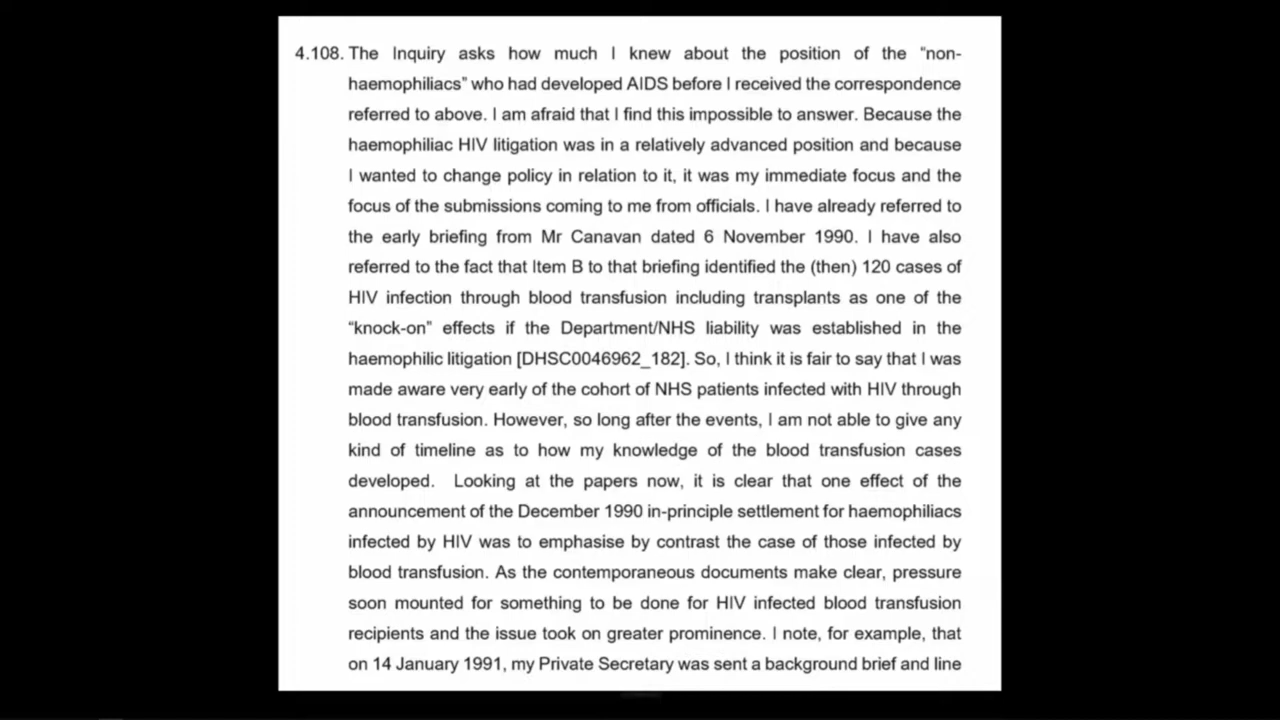 4.108. The Inquiry asks how much I knew about the position of the “non-
haemophiliacs” who had developed AIDS before I received the correspondence
referred to above. I am afraid that I find this impossible to answer. Because the
haemophiliac HIV litigation was in a relatively advanced position and because
I wanted to change policy in relation to it, it was my immediate focus and the
focus of the submissions coming to me from officials. I have already referred to
the early briefing from Mr Canavan dated 6 November 1990. I have also
referred to the fact that Item B to that briefing identified the (then) 120 cases of
HIV infection through blood transfusion including transplants as one of the
“knock-on” effects if the Department/NHS liability was established in the
haemophilic litigation [DHSC0046962_182]. So, I think it is fair to say that I was
made aware very early of the cohort of NHS patients infected with HIV through
blood transfusion. However, so long after the events, I am not able to give any
kind of timeline as to how my knowledge of the blood transfusion cases
developed. Looking at the papers now, it is clear that one effect of the
announcement of the December 1990 in-principle settlement for haemophiliacs
infected by HIV was to emphasise by contrast the case of those infected by
blood transfusion. As the contemporaneous documents make clear, pressure
soon mounted for something to be done for HIV infected blood transfusion
recipients and the issue took on greater prominence. I note, for example, that
on 14 January 1991, my Private Secretary was sent a background brief and line